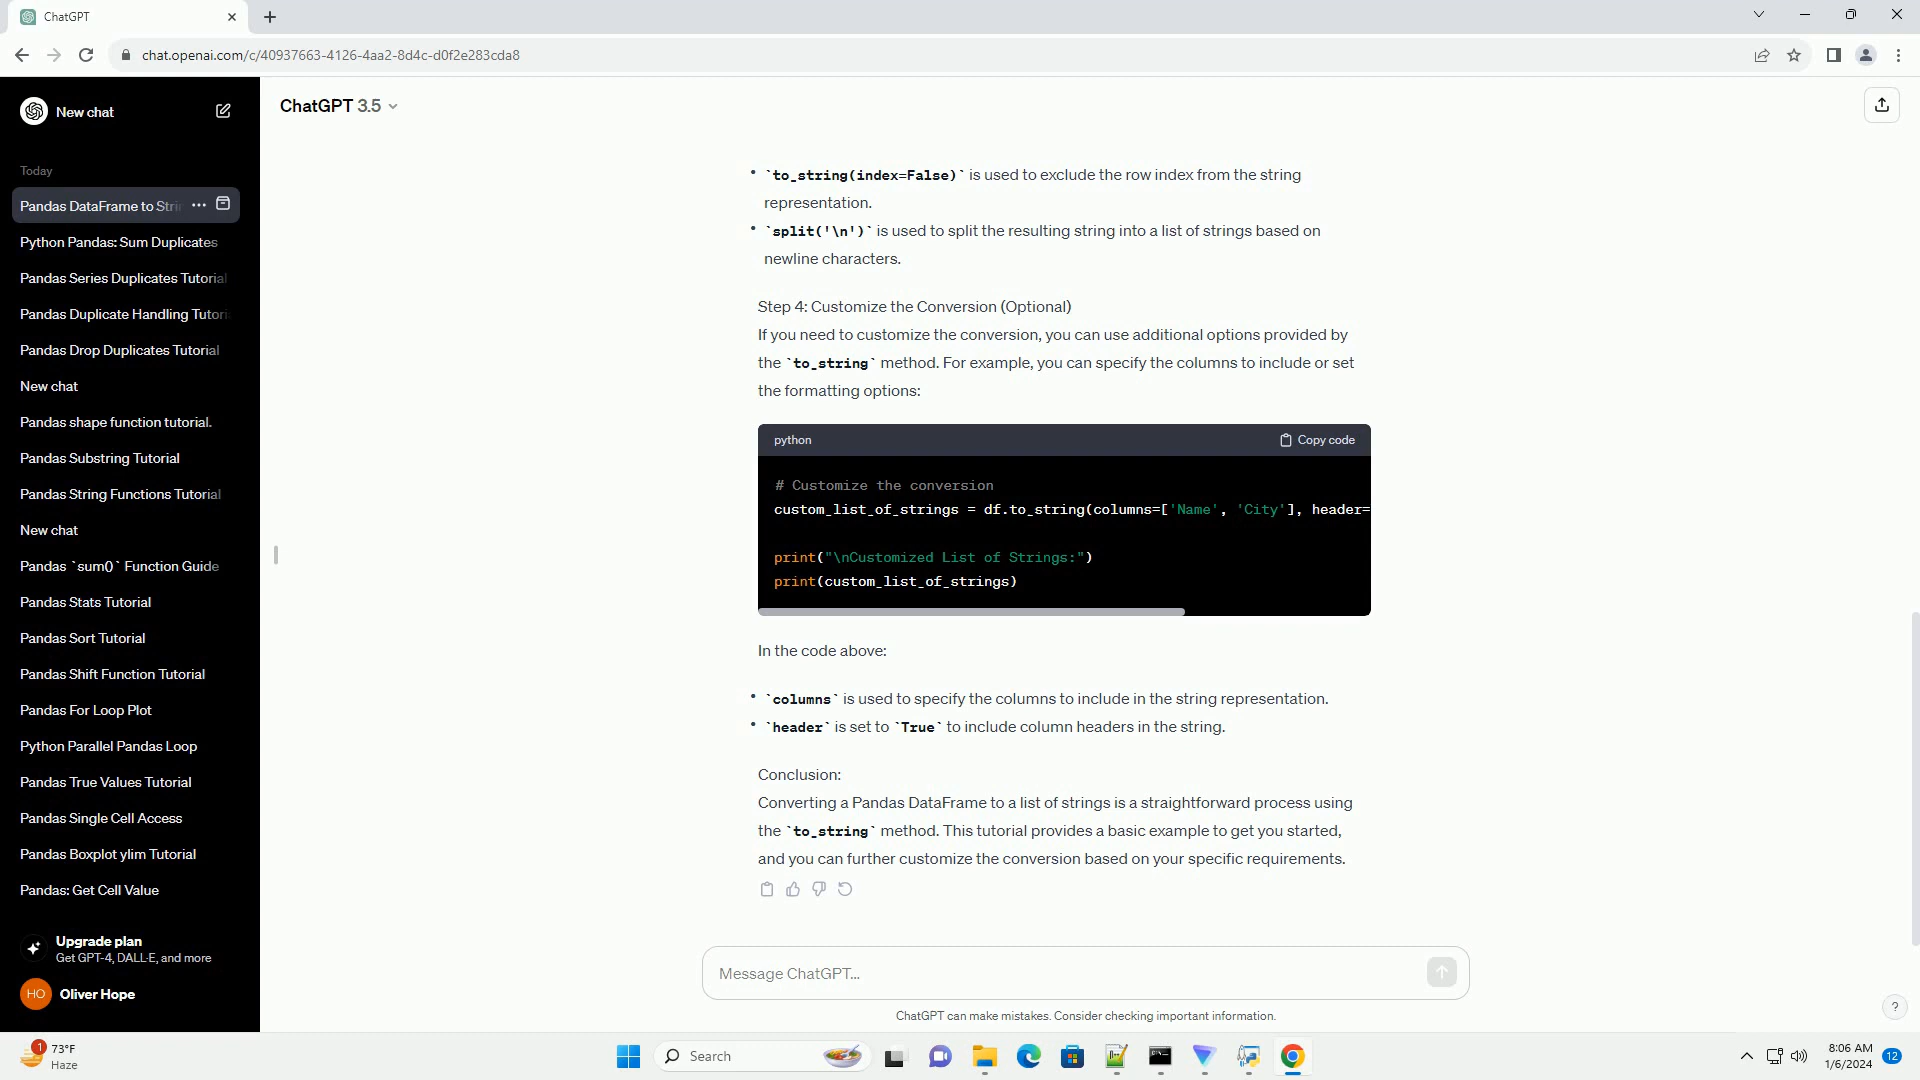 ChatGPT
chat.openai.com/c/40937663-4126-4aa2-8d4c-d0f2e283cda8
New chat
Today
Pandas DataFrame to Stri
Python Pandas: Sum Duplicates
Pandas Series Duplicates Tutorial
Pandas Duplicate Handling Tutori
Pandas Drop Duplicates Tutorial
New chat
Pandas shape function tutorial.
Pandas Substring Tutorial
Pandas String Functions Tutorial
New chat
Pandas `sum()` Function Guide
Pandas Stats Tutorial
Pandas Sort Tutorial
Pandas Shift Function Tutorial
Pandas For Loop Plot
Python Parallel Pandas Loop
Pandas True Values Tutorial
Pandas Single Cell Access
Pandas Boxplot ylim Tutorial
Pandas: Get Cell Value
Upgrade plan
Get GPT-4, DALL·E, and more
HO
Oliver Hope
ChatGPT 3.5
• `to_string(index=False)` is used to exclude the row index from the string
representation.
• `split('\n')` is used to split the resulting string into a list of strings based on
newline characters.
Step 4: Customize the Conversion (Optional)
If you need to customize the conversion, you can use additional options provided by
the `to_string` method. For example, you can specify the columns to include or set
the formatting options:
python
Copy code
# Customize the conversion
custom_list_of_strings = df.to_string(columns=['Name', 'City'], header=
print("\nCustomized List of Strings:")
print(custom_list_of_strings)
In the code above:
• `columns` is used to specify the columns to include in the string representation.
• `header` is set to `True` to include column headers in the string.
Conclusion:
Converting a Pandas DataFrame to a list of strings is a straightforward process using
the `to_string` method. This tutorial provides a basic example to get you started,
and you can further customize the conversion based on your specific requirements.
Message ChatGPT...
ChatGPT can make mistakes. Consider checking important information.
?
1
73°F
Haze
Search
8:06 AM
1/6/2024
12